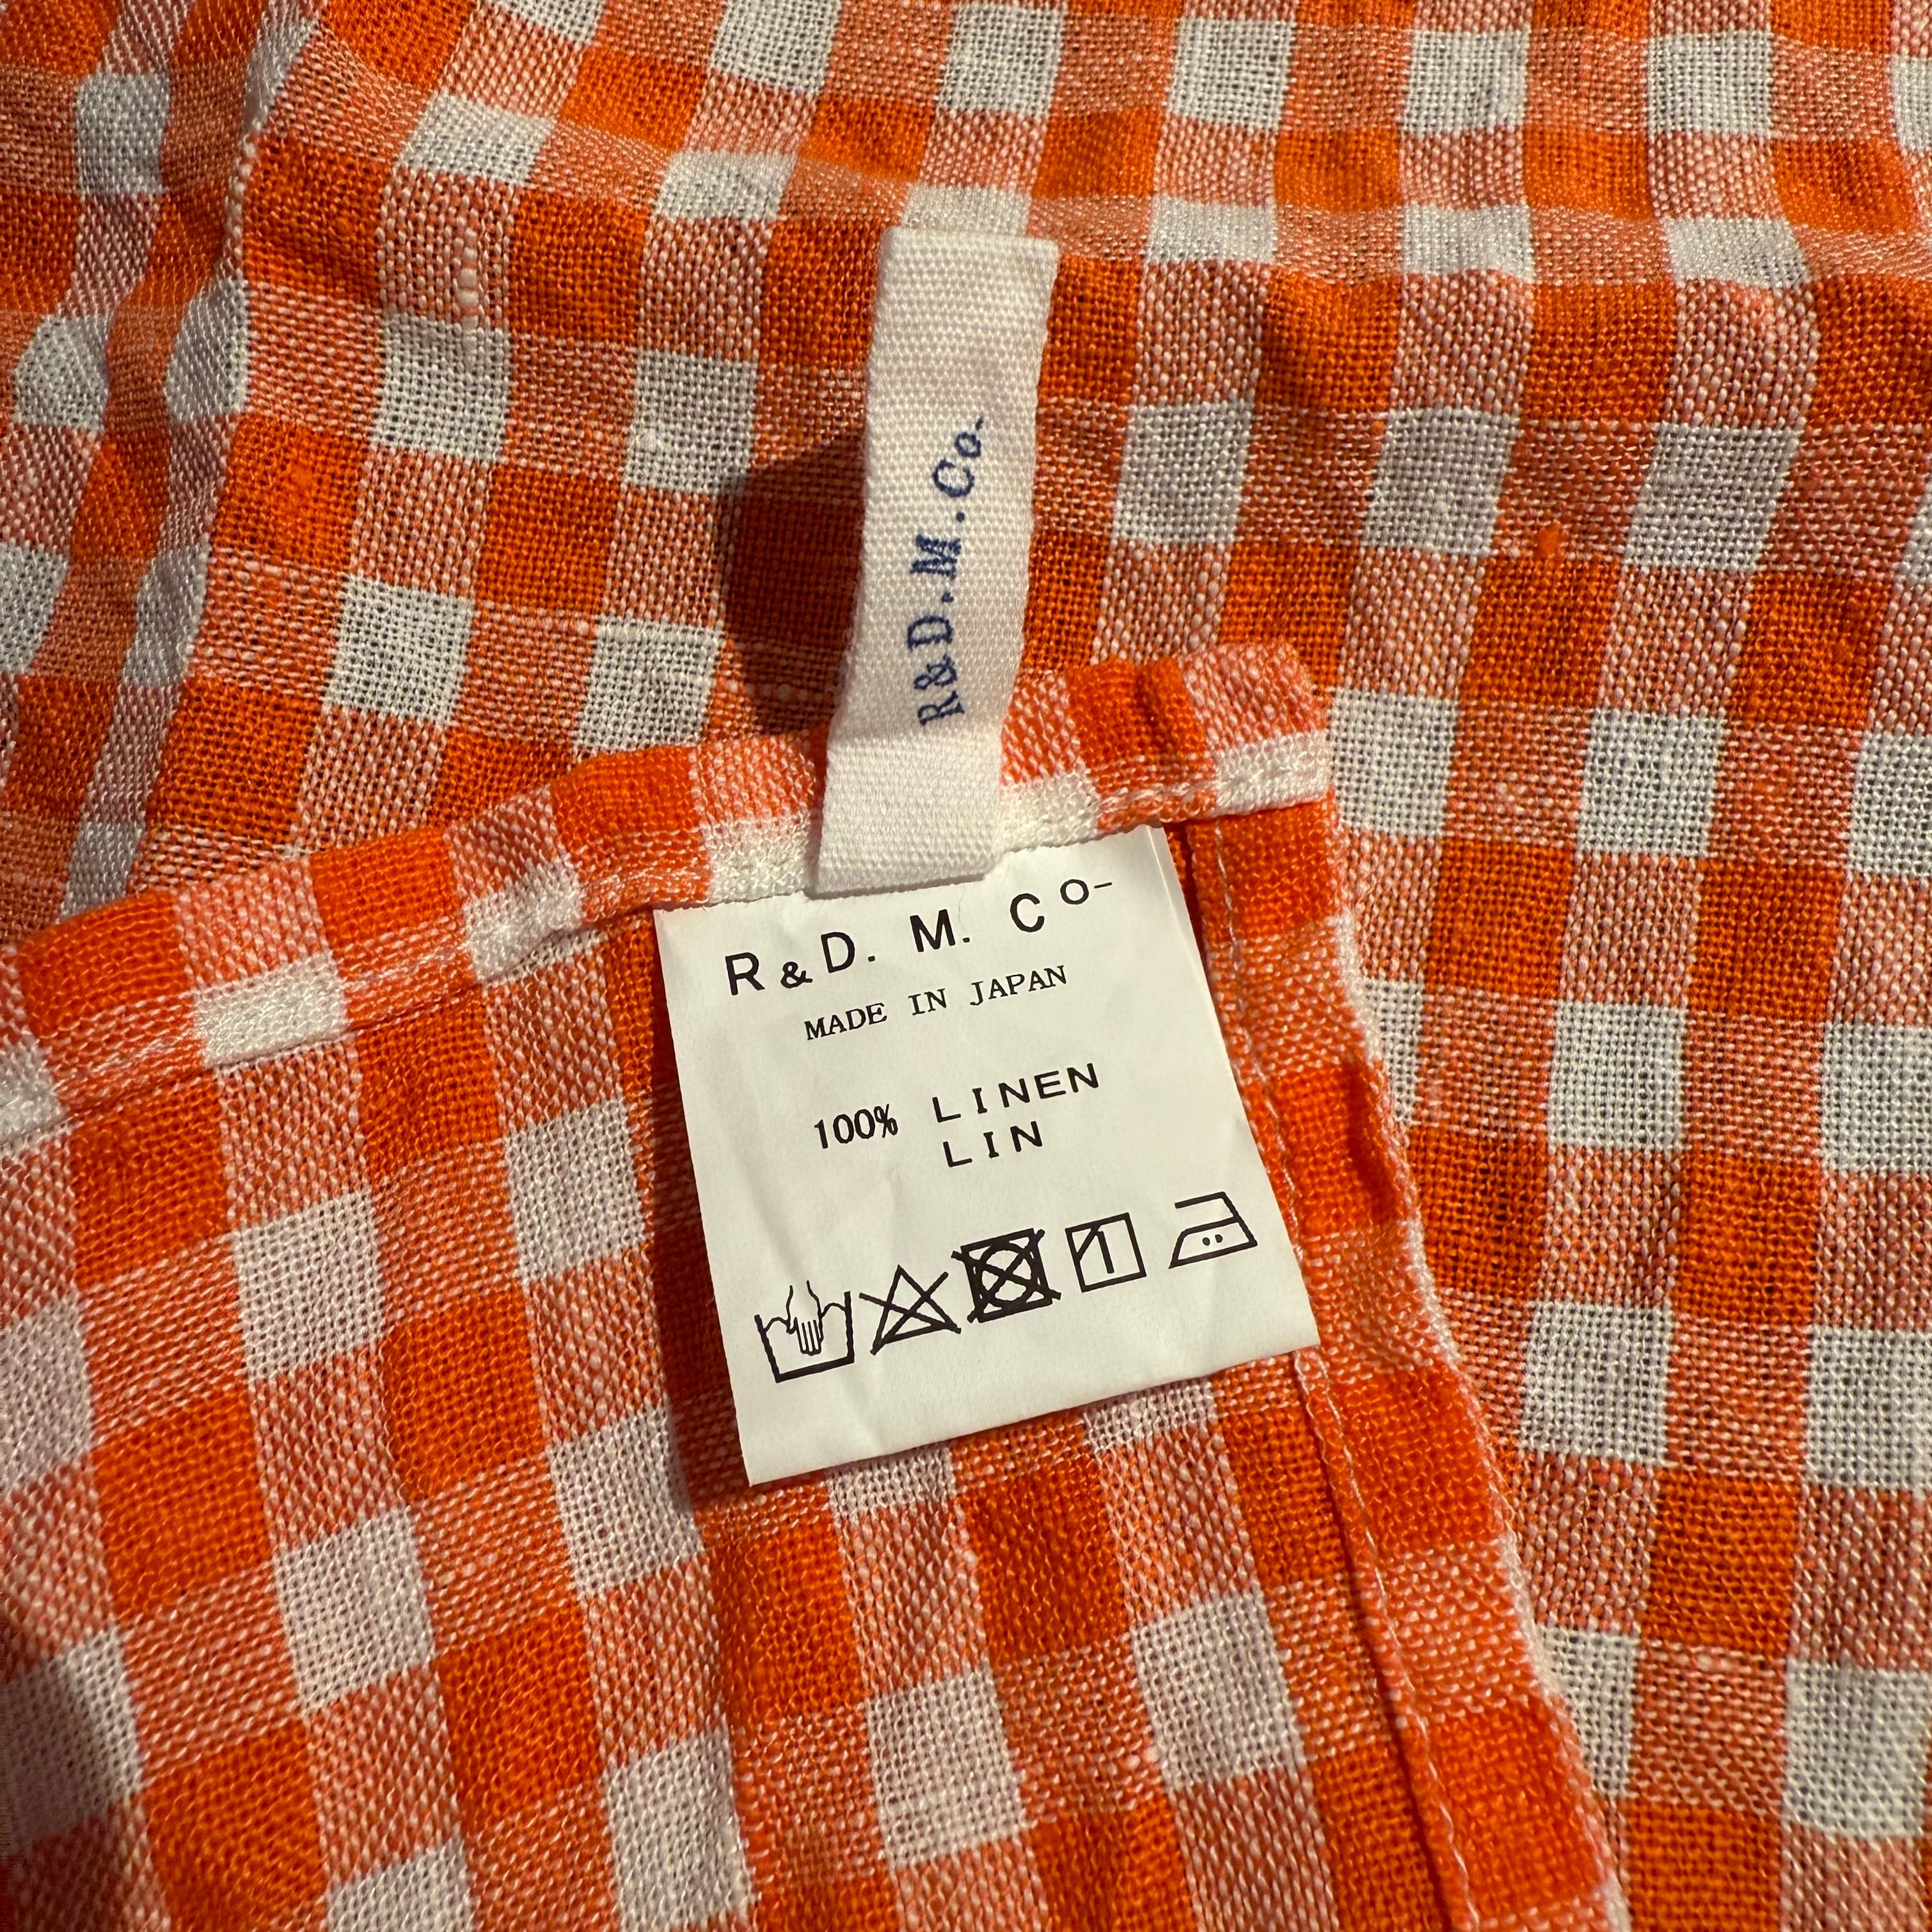 R&D.M.Co-
R&D. M. Co-
MADE IN JAPAN
100% LINEN
LIN